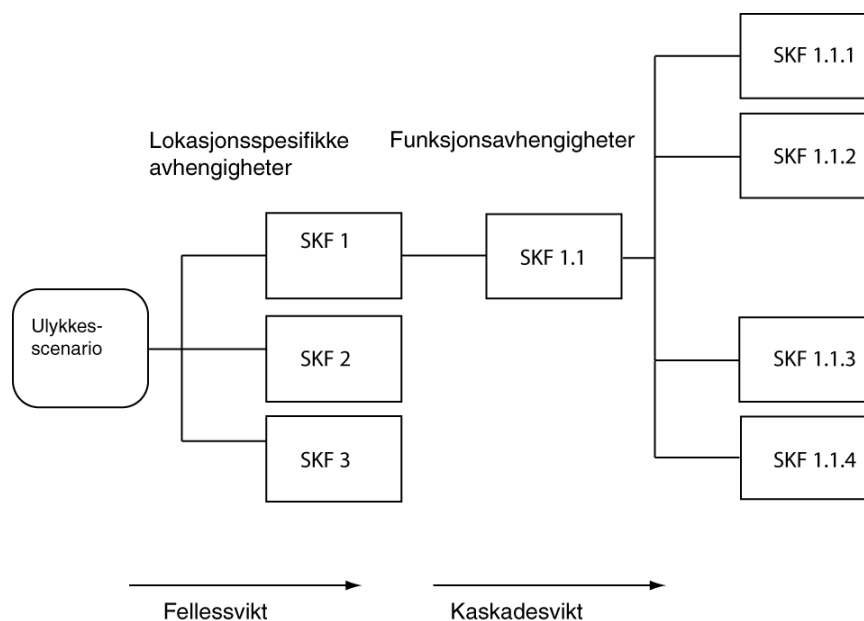 SKF 1.1.1
Lokasjonsspesifikke
avhengigheter
Funksjonsavhengigheter
SKF 1.1.2
SKF 1
SKF 1.1
Ulykkes-
scenario
SKF 2
SKF 1.1.3
SKF 3
SKF 1.1.4
Fellessvikt
Kaskadesvikt